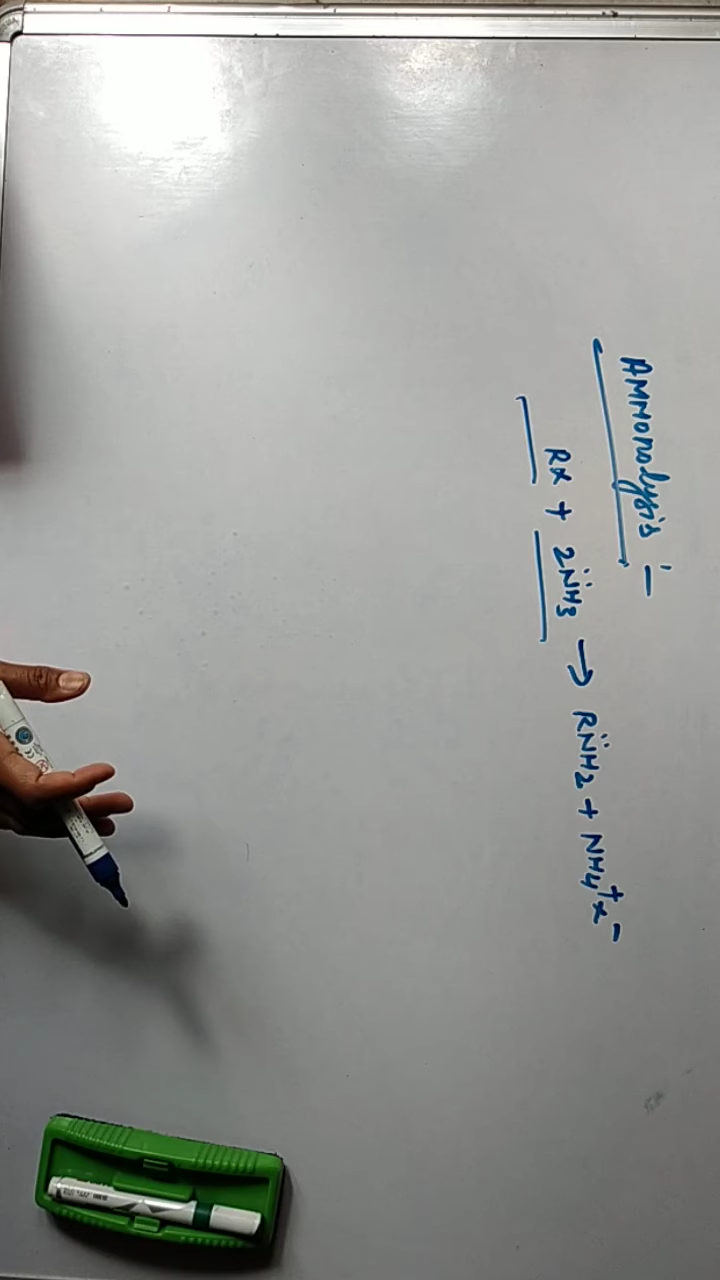 Ammonolysis :-
RX + 2N̈H3 → RN̈H2 + NH4⁺X⁻